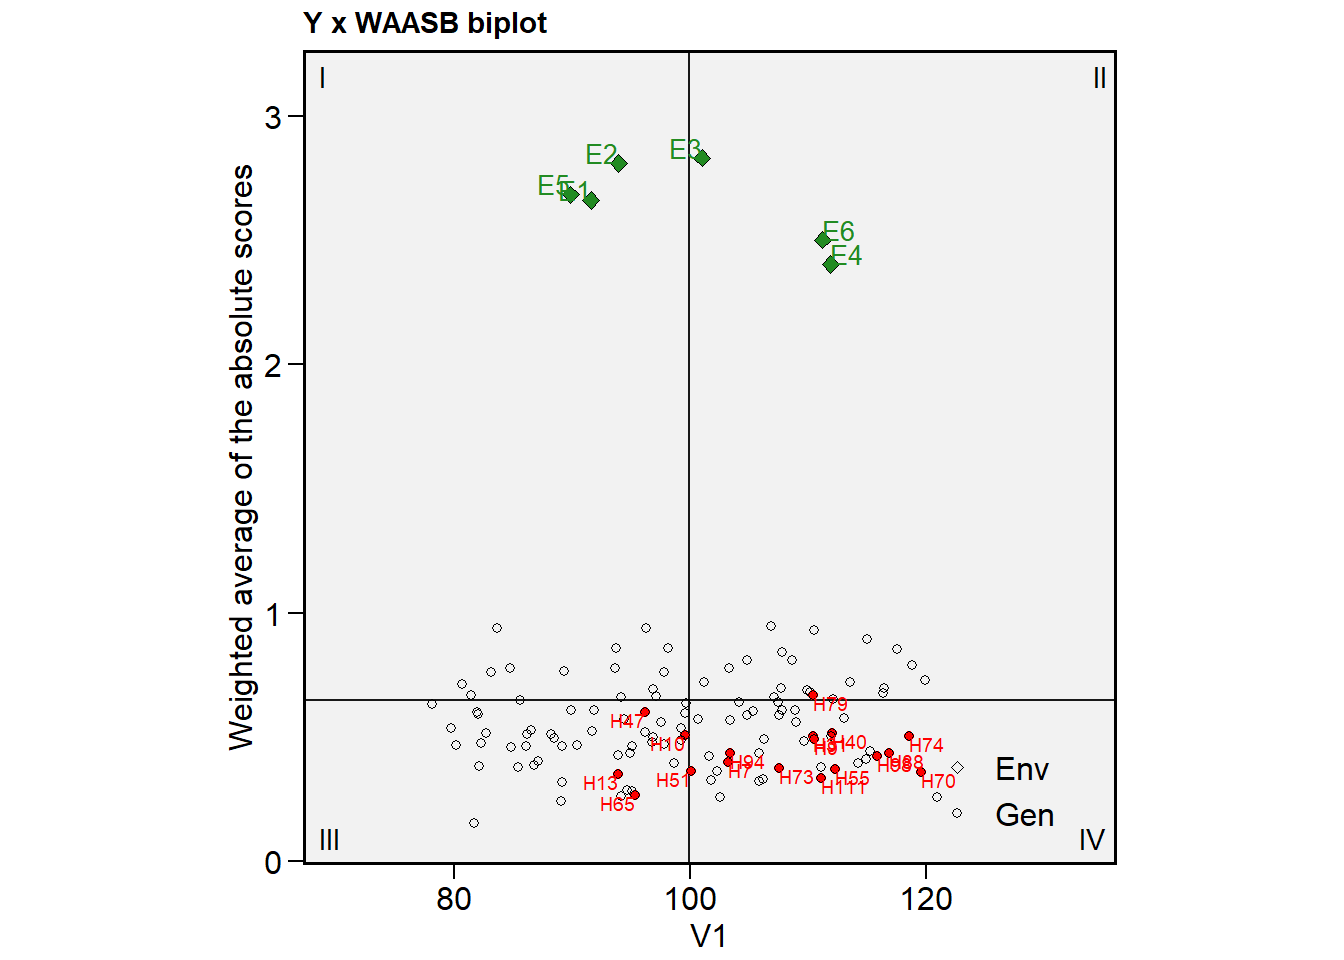 Y x WAASB biplot
I
II
3
E2
E3
E5
E1
E6
E4
2
Weighted average of the absolute scores
1
H79
H47
H10
H40
H74
H94
H7
H51
H73
H55
H111
H70
H13
H65
Env
Gen
III
IV
0
80
100
120
V1